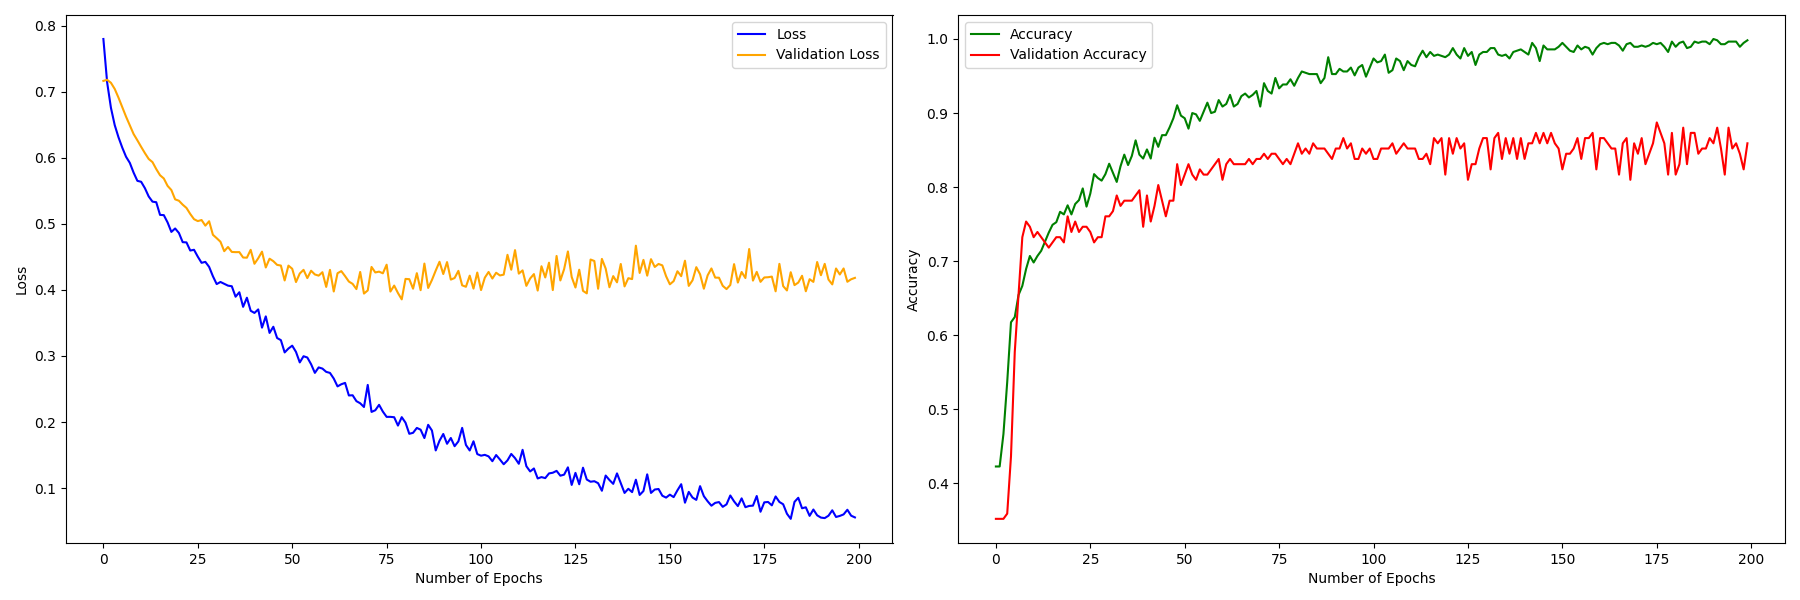 0.8
0.7
0.6
0.5
0.4
0.3
0.2
0.1
Loss
Loss
Validation Loss
0 25 50 75 100 125 150 175 200
Number of Epochs
1.0
0.9
0.8
0.7
0.6
0.5
0.4
Accuracy
Accuracy
Validation Accuracy
0 25 50 75 100 125 150 175 200
Number of Epochs